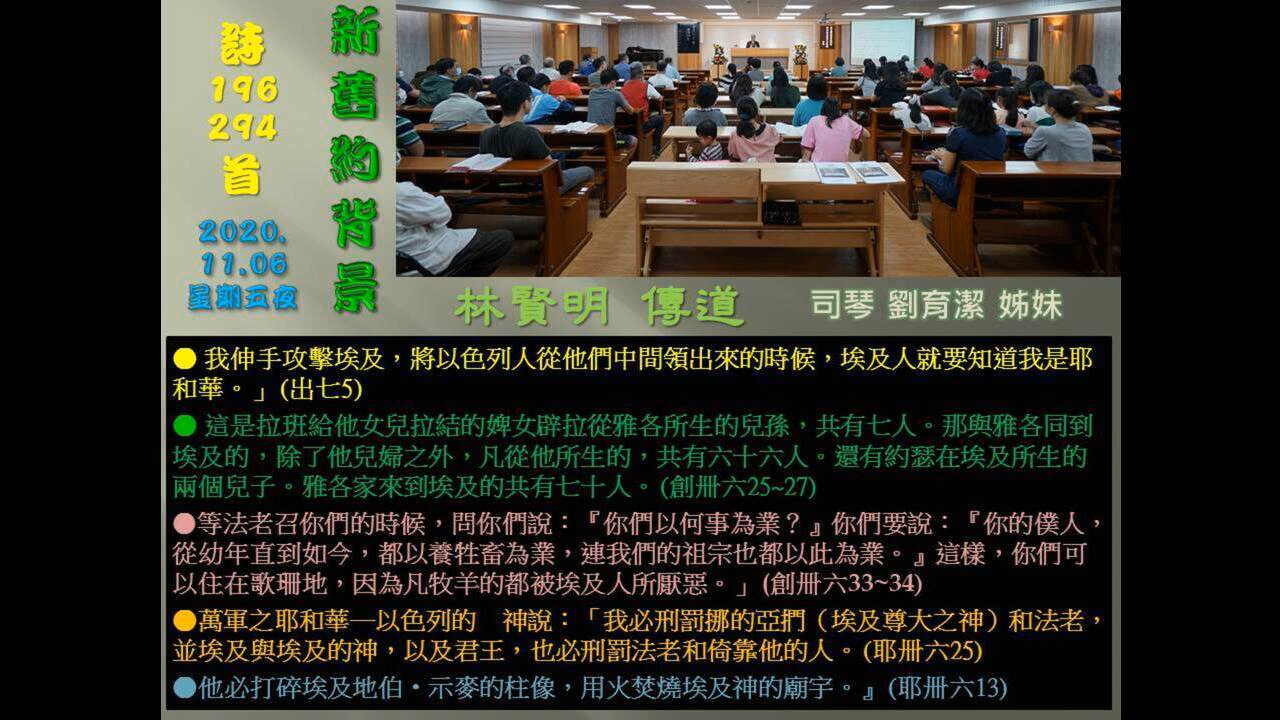 詩
196
294
首
2020.
11.06
星期五夜
新舊約背景
林賢明 傳道
司琴 劉育潔 姊妹
● 我伸手攻擊埃及，將以色列人從他們中間領出來的時候，埃及人就要知道我是耶
和華。」(出七5)
● 這是拉班給他女兒拉結的婢女辟拉從雅各所生的兒孫，共有七人。那與雅各同到
埃及的，除了他兒婦之外，凡從他所生的，共有六十六人。還有約瑟在埃及所生的
兩個兒子。雅各家來到埃及的共有七十人。(創卌六25~27)
●等法老召你們的時候，問你們說：『你們以何事為業？』你們要說：『你的僕人，
從幼年直到如今，都以養牲畜為業，連我們的祖宗也都以此為業。』這樣，你們可
以住在歌珊地，因為凡牧羊的都被埃及人所厭惡。」(創卌六33~34)
●萬軍之耶和華─以色列的　神說：「我必刑罰挪的亞捫（埃及尊大之神）和法老，
並埃及與埃及的神，以及君王，也必刑罰法老和倚靠他的人。(耶卌六25)
●他必打碎埃及地伯‧示麥的柱像，用火焚燒埃及神的廟宇。』(耶卌六13)